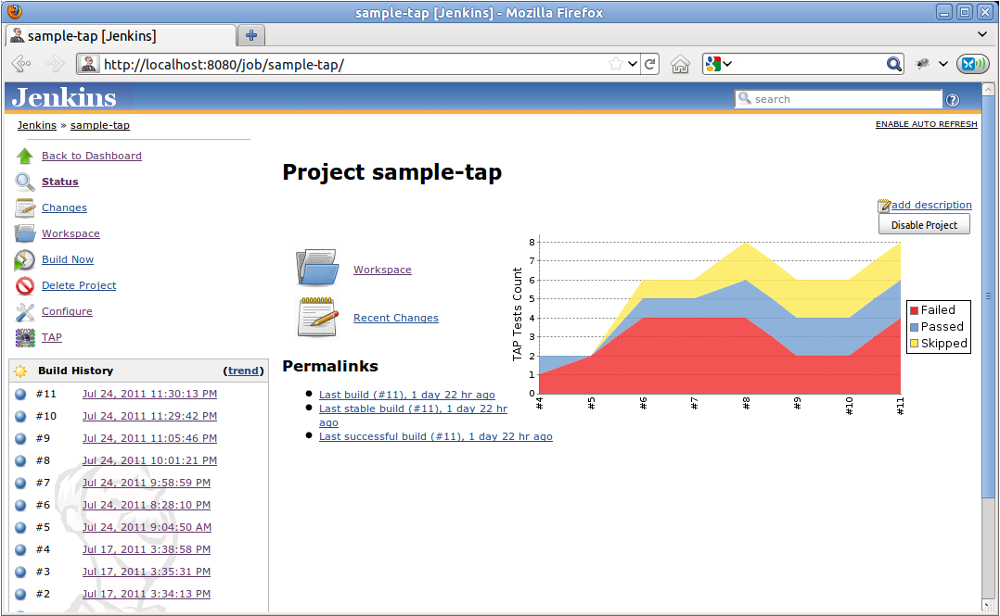 sample-tap [Jenkins] - Mozilla Firefox
sample-tap [Jenkins]
http://localhost:8080/job/sample-tap/
Jenkins
search
Jenkins » sample-tap
ENABLE AUTO REFRESH
Back to Dashboard
Status
Changes
Workspace
Build Now
Delete Project
Configure
TAP
Build History (trend)
#11 Jul 24, 2011 11:30:13 PM
#10 Jul 24, 2011 11:29:42 PM
#9 Jul 24, 2011 11:05:46 PM
#8 Jul 24, 2011 10:01:21 PM
#7 Jul 24, 2011 9:58:59 PM
#6 Jul 24, 2011 8:28:10 PM
#5 Jul 24, 2011 9:04:50 AM
#4 Jul 17, 2011 3:38:58 PM
#3 Jul 17, 2011 3:35:31 PM
#2 Jul 17, 2011 3:34:13 PM
Project sample-tap
add description
Disable Project
Workspace
Recent Changes
TAP Tests Count
8
7
6
5
4
3
2
1
0
#4 #5 #6 #7 #8 #9 #10 #11
Failed
Passed
Skipped
Permalinks
Last build (#11), 1 day 22 hr ago
Last stable build (#11), 1 day 22 hr
ago
Last successful build (#11), 1 day 22 hr ago